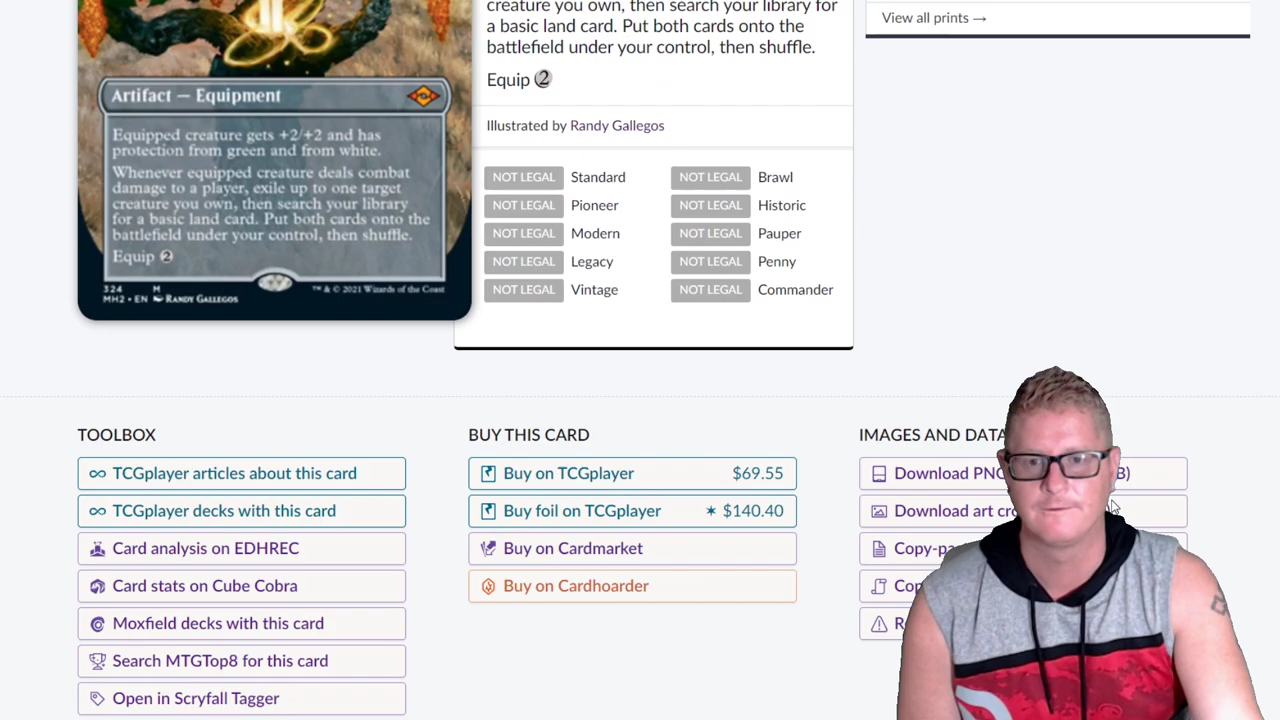 creature you own, then search your library for
a basic land card. Put both cards onto the
battlefield under your control, then shuffle.
Equip 2
View all prints →
Artifact — Equipment
Equipped creature gets +2/+2 and has
protection from green and from white.
Whenever equipped creature deals combat
damage to a player, exile up to one target
creature you own, then search your library
for a basic land card. Put both cards onto the
battlefield under your control, then shuffle.
Equip 2
324 M
MH2 • EN RANDY GALLEGOS
™ & © 2021 Wizards of the Coast
Illustrated by Randy Gallegos
NOT LEGAL Standard NOT LEGAL Brawl
NOT LEGAL Pioneer NOT LEGAL Historic
NOT LEGAL Modern NOT LEGAL Pauper
NOT LEGAL Legacy NOT LEGAL Penny
NOT LEGAL Vintage NOT LEGAL Commander
TOOLBOX
TCGplayer articles about this card
TCGplayer decks with this card
Card analysis on EDHREC
Card stats on Cube Cobra
Moxfield decks with this card
Search MTGTop8 for this card
Open in Scryfall Tagger
BUY THIS CARD
Buy on TCGplayer $69.55
Buy foil on TCGplayer ✶ $140.40
Buy on Cardmarket
Buy on Cardhoarder
IMAGES AND DATA
Download PNG B)
Download art